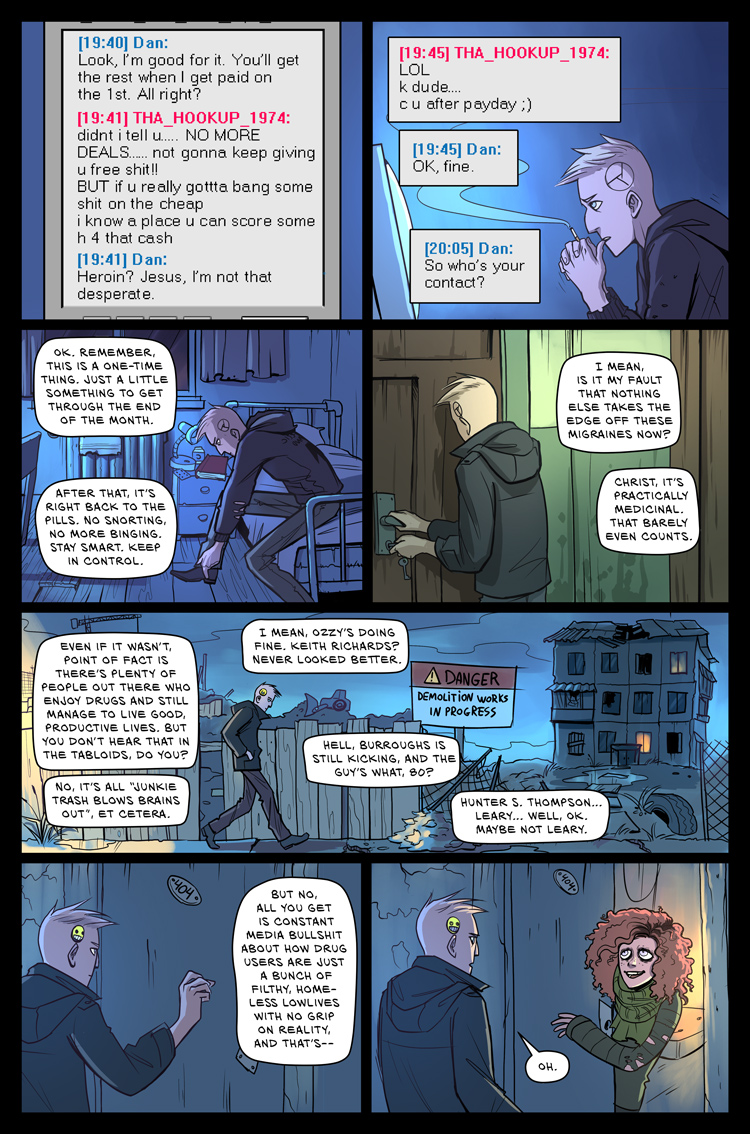 [19:40] Dan:
Look, I'm good for it. You'll get
the rest when I get paid on
the 1st. All right?
[19:41] THA_HOOKUP_1974:
didnt i tell u..... NO MORE
DEALS...... not gonna keep giving
u free shit!!
BUT if u really gottta bang some
shit on the cheap
i know a place u can score some
h 4 that cash
[19:41] Dan:
Heroin? Jesus, I'm not that
desperate.
[19:45] THA_HOOKUP_1974:
LOL
k dude....
c u after payday ;)
[19:45] Dan:
OK, fine.
[20:05] Dan:
So who's your
contact?
OK. REMEMBER,
THIS IS A ONE-TIME
THING. JUST A LITTLE
SOMETHING TO GET
THROUGH THE END
OF THE MONTH.
AFTER THAT, IT'S
RIGHT BACK TO THE
PILLS. NO SNORTING,
NO MORE BINGING.
STAY SMART. KEEP
IN CONTROL.
I MEAN,
IS IT MY FAULT
THAT NOTHING
ELSE TAKES THE
EDGE OFF THESE
MIGRAINES NOW?
CHRIST, IT'S
PRACTICALLY
MEDICINAL.
THAT BARELY
EVEN COUNTS.
EVEN IF IT WASN'T,
POINT OF FACT IS
THERE'S PLENTY OF
PEOPLE OUT THERE WHO
ENJOY DRUGS AND STILL
MANAGE TO LIVE GOOD,
PRODUCTIVE LIVES. BUT
YOU DON'T HEAR THAT IN
THE TABLOIDS, DO YOU?
NO, IT'S ALL "JUNKIE
TRASH BLOWS BRAINS
OUT", ET CETERA.
I MEAN, OZZY'S DOING
FINE. KEITH RICHARDS?
NEVER LOOKED BETTER.
HELL, BURROUGHS IS
STILL KICKING, AND THE
GUY'S WHAT, 80?
DANGER
DEMOLITION WORKS
IN PROGRESS
HUNTER S. THOMPSON...
LEARY... WELL, OK.
MAYBE NOT LEARY.
404
BUT NO,
ALL YOU GET
IS CONSTANT
MEDIA BULLSHIT
ABOUT HOW DRUG
USERS ARE JUST
A BUNCH OF
FILTHY, HOME-
LESS LOWLIVES
WITH NO GRIP
ON REALITY,
AND THAT'S--
404
OH.